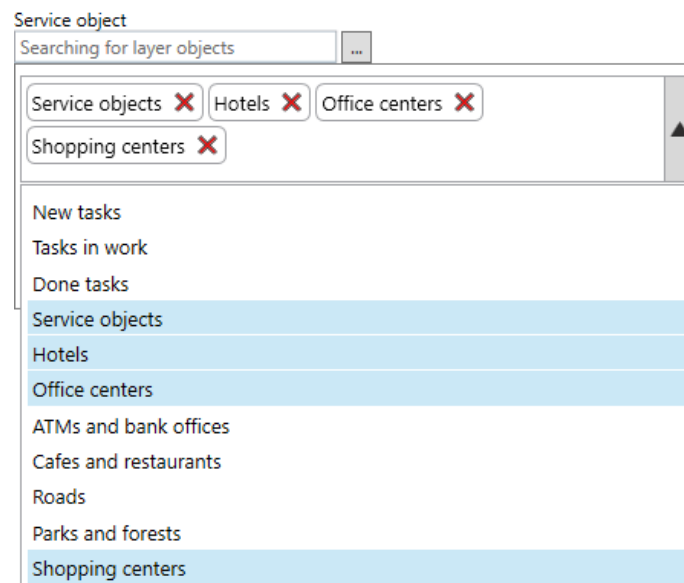 Service object
Searching for layer objects ...
Service objects Hotels Office centers
Shopping centers
New tasks
Tasks in work
Done tasks
Service objects
Hotels
Office centers
ATMs and bank offices
Cafes and restaurants
Roads
Parks and forests
Shopping centers